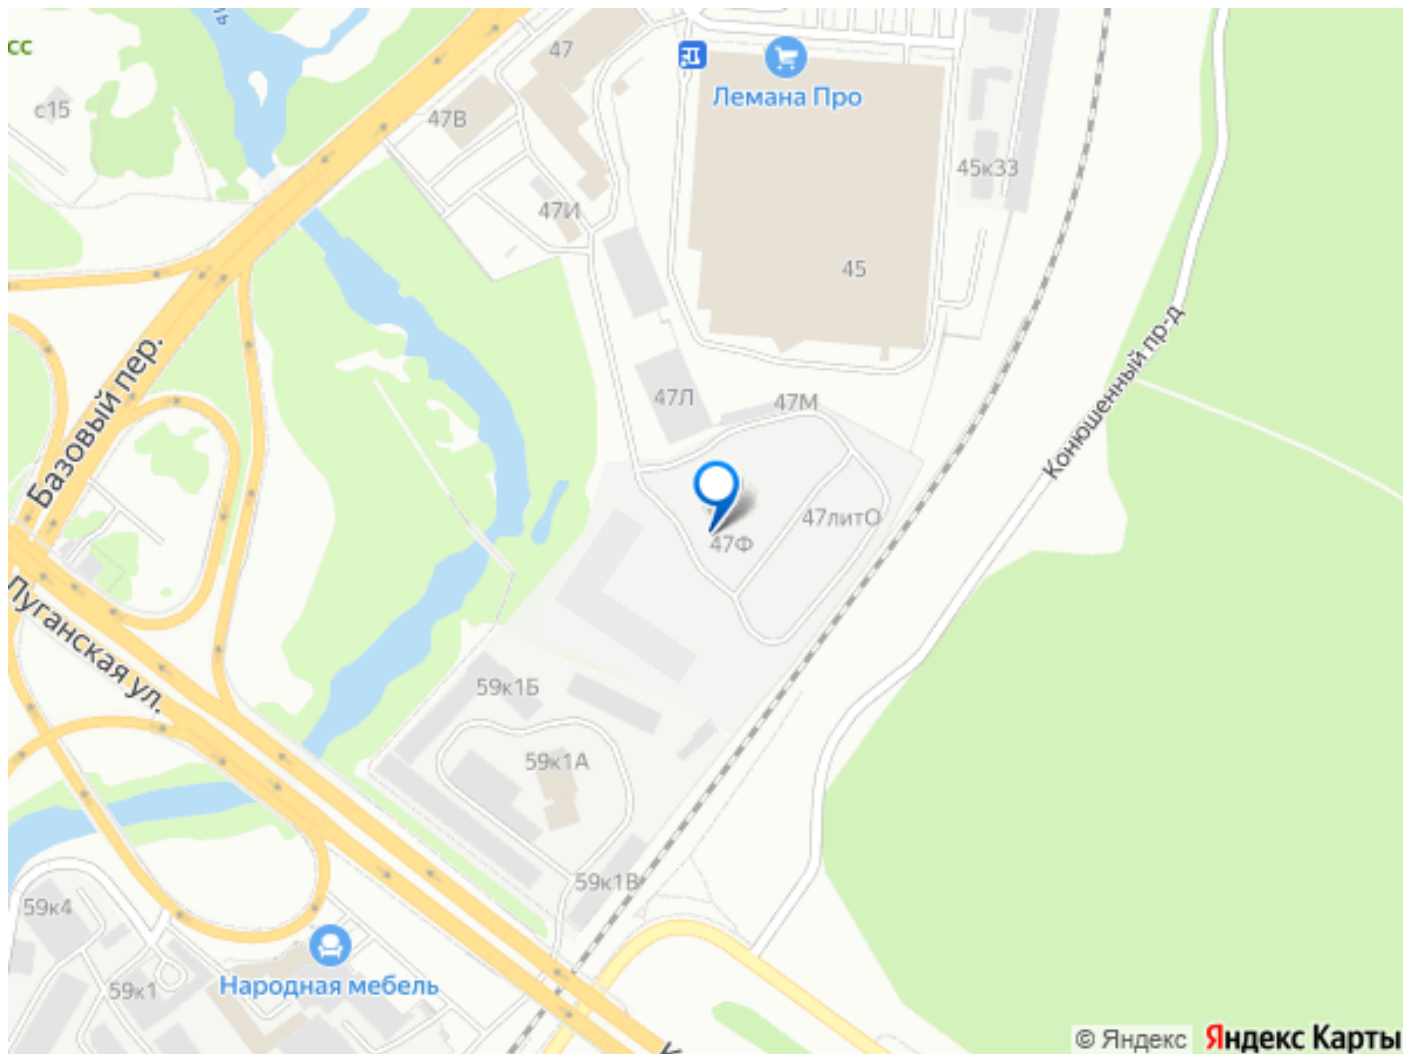 сс
с15
47
47В
Лемана Про
45к33
47И
45
Базовый пер.
Конюшенный пр-д
47Л
47М
47литО
47Ф
Луганская ул.
59к1Б
59к1А
59к1В
59к4
Народная мебель
59к1
© Яндекс
Яндекс Карты